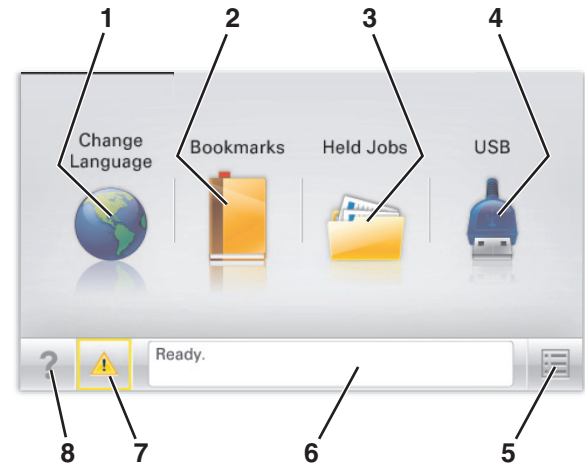 1 2 3 4
Change
Language
Bookmarks
Held Jobs
USB
?
Ready.
8 7 6 5